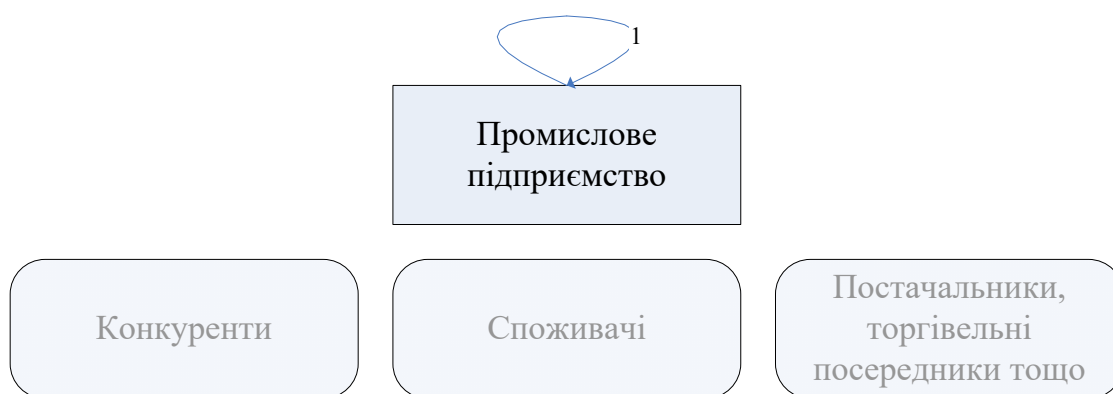 1
Промислове
підприємство
Конкуренти
Споживачі
Постачальники,
торгівельні
посередники тощо